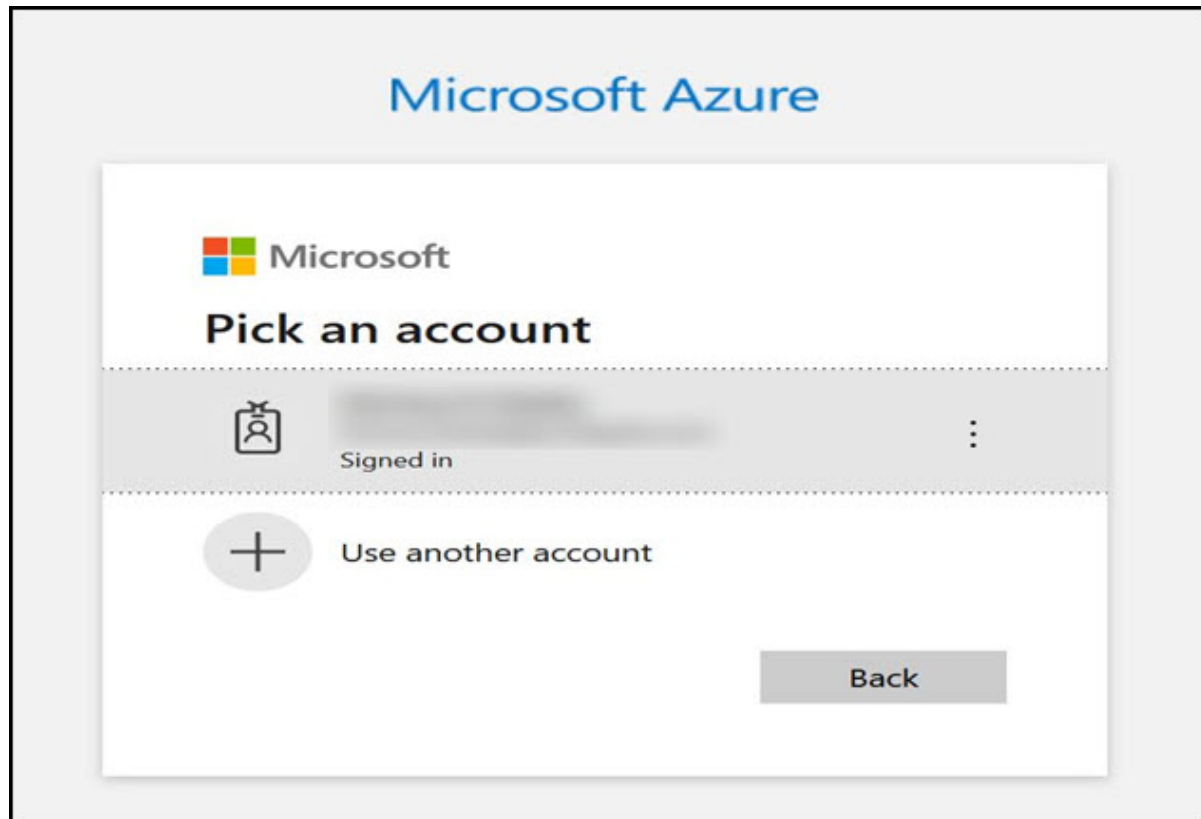 Microsoft Azure
Microsoft
Pick an account
Signed in
Use another account
Back